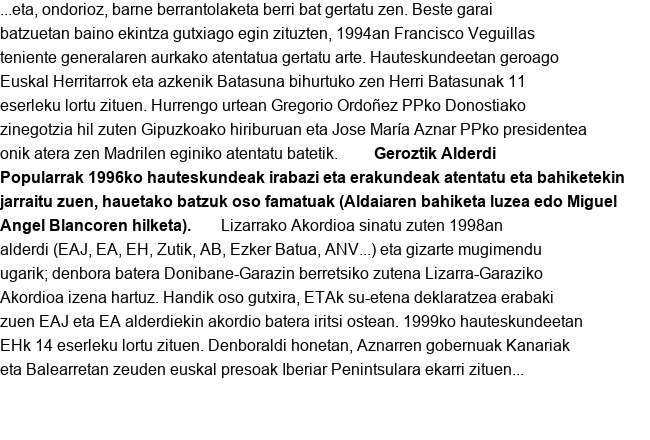 ...eta, ondorioz, barne berrantolaketa berri bat gertatu zen. Beste garai
batzuetan baino ekintza gutxiago egin zituzten, 1994an Francisco Veguillas
teniente generalaren aurkako atentatua gertatu arte. Hauteskundeetan geroago
Euskal Herritarrok eta azkenik Batasuna bihurtuko zen Herri Batasunak 11
eserleku lortu zituen. Hurrengo urtean Gregorio Ordoñez PPko Donostiako
zinegotzia hil zuten Gipuzkoako hiriburuan eta Jose María Aznar PPko presidentea
onik atera zen Madrilen eginiko atentatu batetik. Geroztik Alderdi
Popularrak 1996ko hauteskundeak irabazi eta erakundeak atentatu eta bahiketekin
jarraitu zuen, hauetako batzuk oso famatuak (Aldaiaren bahiketa luzea edo Miguel
Angel Blancoren hilketa). Lizarrako Akordioa sinatu zuten 1998an
alderdi (EAJ, EA, EH, Zutik, AB, Ezker Batua, ANV...) eta gizarte mugimendu
ugarik; denbora batera Donibane-Garazin berretsiko zutena Lizarra-Garaziko
Akordioa izena hartuz. Handik oso gutxira, ETAk su-etena deklaratzea erabaki
zuen EAJ eta EA alderdiekin akordio batera iritsi ostean. 1999ko hauteskundeetan
EHk 14 eserleku lortu zituen. Denboraldi honetan, Aznarren gobernuak Kanariak
eta Balearretan zeuden euskal presoak Iberiar Penintsulara ekarri zituen...